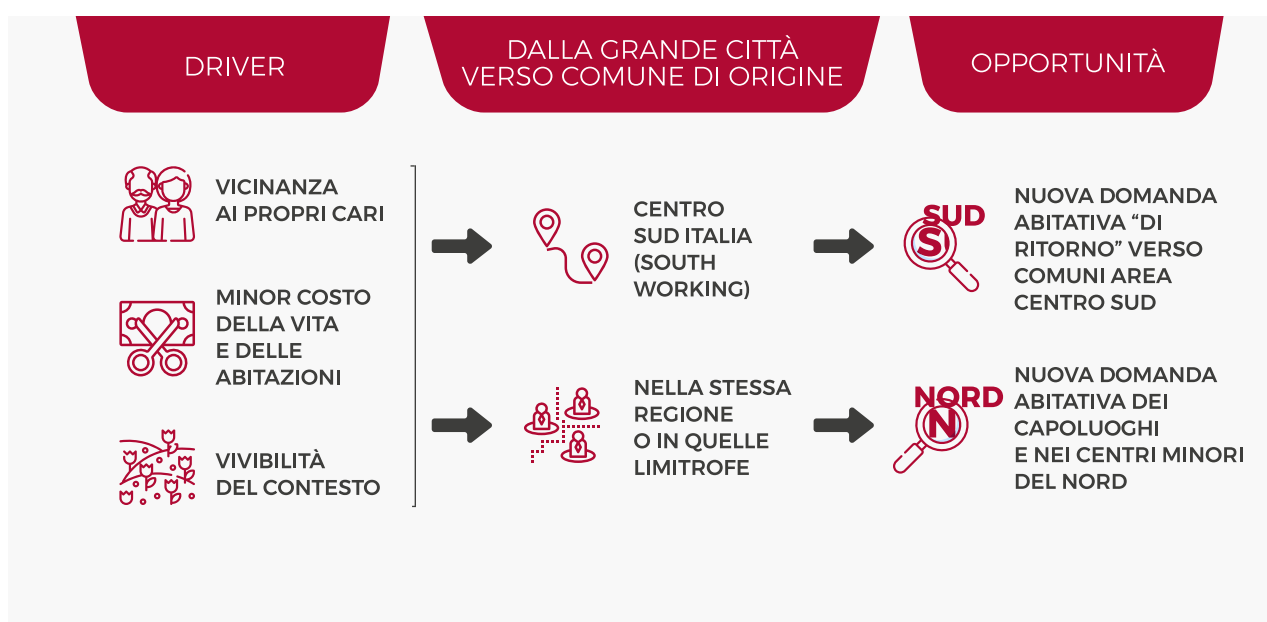 DRIVER
DALLA GRANDE CITTÀ
VERSO COMUNE DI ORIGINE
OPPORTUNITÀ
VICINANZA
AI PROPRI CARI
MINOR COSTO
DELLA VITA
E DELLE
ABITAZIONI
VIVIBILITÀ
DEL CONTESTO
CENTRO
SUD ITALIA
(SOUTH
WORKING)
NELLA STESSA
REGIONE
O IN QUELLE
LIMITROFE
SUD
S
NUOVA DOMANDA
ABITATIVA “DI
RITORNO” VERSO
COMUNI AREA
CENTRO SUD
NORD
N
NUOVA DOMANDA
ABITATIVA DEI
CAPOLUOGHI
E NEI CENTRI MINORI
DEL NORD